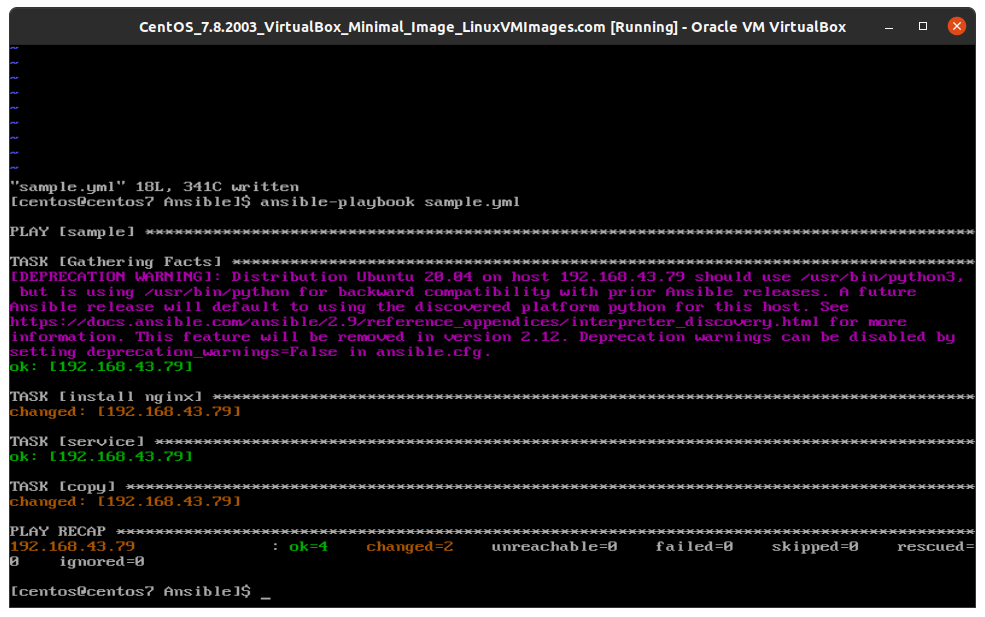 CentOS_7.8.2003_VirtualBox_Minimal_Image_LinuxVMImages.com [Running] - Oracle VM VirtualBox
~
~
~
~
~
~
~
~
~
"sample.yml" 18L, 341C written
[centos@centos7 Ansible]$ ansible-playbook sample.yml
PLAY [sample] **************************************************************************************
TASK [Gathering Facts] *****************************************************************************
[DEPRECATION WARNING]: Distribution Ubuntu 20.04 on host 192.168.43.79 should use /usr/bin/python3,
but is using /usr/bin/python for backward compatibility with prior Ansible releases. A future
Ansible release will default to using the discovered platform python for this host. See
https://docs.ansible.com/ansible/2.9/reference_appendices/interpreter_discovery.html for more
information. This feature will be removed in version 2.12. Deprecation warnings can be disabled by
setting deprecation_warnings=False in ansible.cfg.
ok: [192.168.43.79]
TASK [install nginx] *******************************************************************************
changed: [192.168.43.79]
TASK [service] *************************************************************************************
ok: [192.168.43.79]
TASK [copy] ****************************************************************************************
changed: [192.168.43.79]
PLAY RECAP *****************************************************************************************
192.168.43.79 : ok=4 changed=2 unreachable=0 failed=0 skipped=0 rescued=
0 ignored=0
[centos@centos7 Ansible]$ _